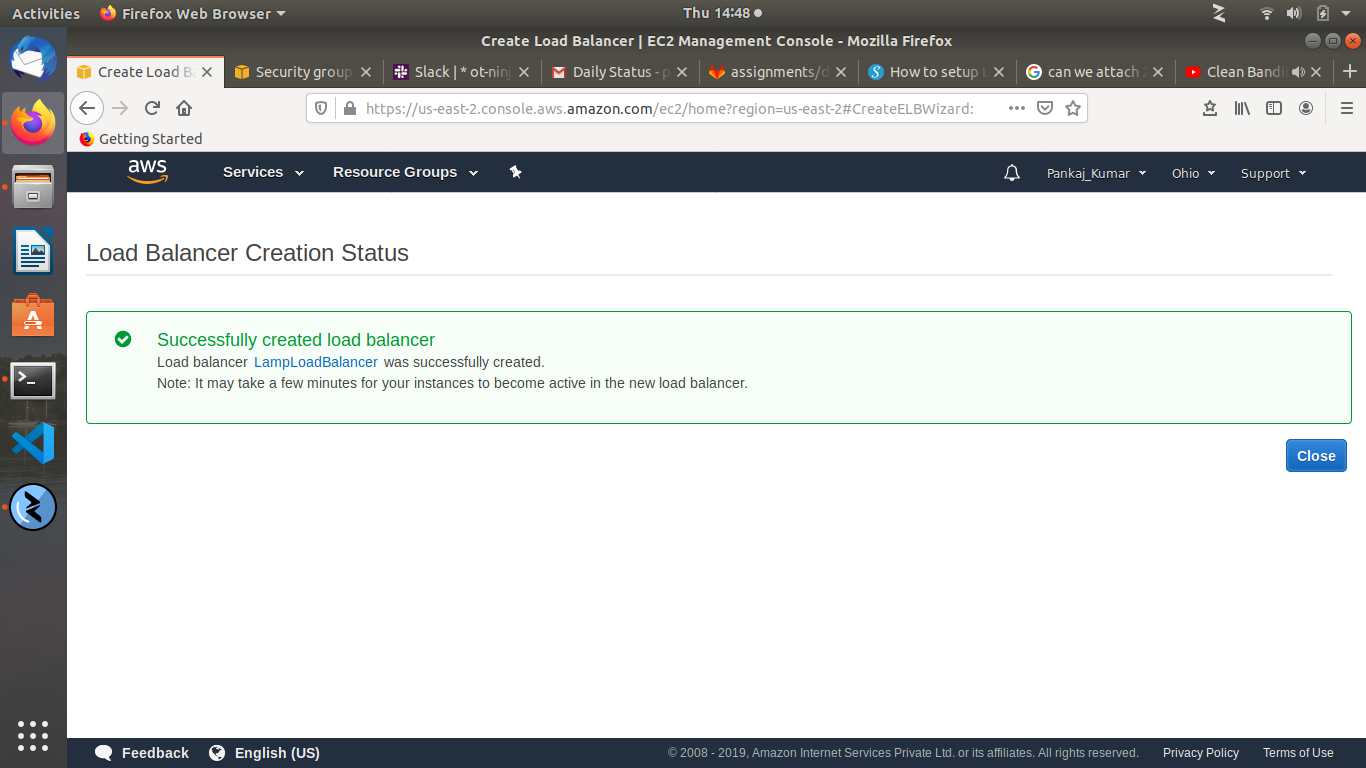 Activities
Firefox Web Browser
Thu 14:48
Create Load Balancer | EC2 Management Console - Mozilla Firefox
Create Load B
Security group
Slack | * ot-ninj
Daily Status - p
assignments/d
How to setup L
can we attach 2
Clean Bandi
https://us-east-2.console.aws.amazon.com/ec2/home?region=us-east-2#CreateELBWizard:
Getting Started
aws
Services
Resource Groups
Pankaj_Kumar
Ohio
Support
Load Balancer Creation Status
Successfully created load balancer
Load balancer LampLoadBalancer was successfully created.
Note: It may take a few minutes for your instances to become active in the new load balancer.
Close
Feedback
English (US)
© 2008 - 2019, Amazon Internet Services Private Ltd. or its affiliates. All rights reserved.
Privacy Policy
Terms of Use